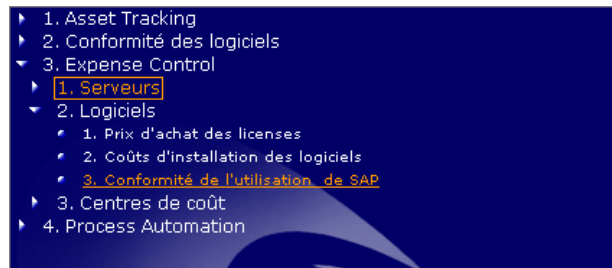 1. Asset Tracking
2. Conformité des logiciels
3. Expense Control
1. Serveurs
2. Logiciels
1. Prix d'achat des licenses
2. Coûts d'installation des logiciels
3. Conformité de l'utilisation de SAP
3. Centres de coût
4. Process Automation